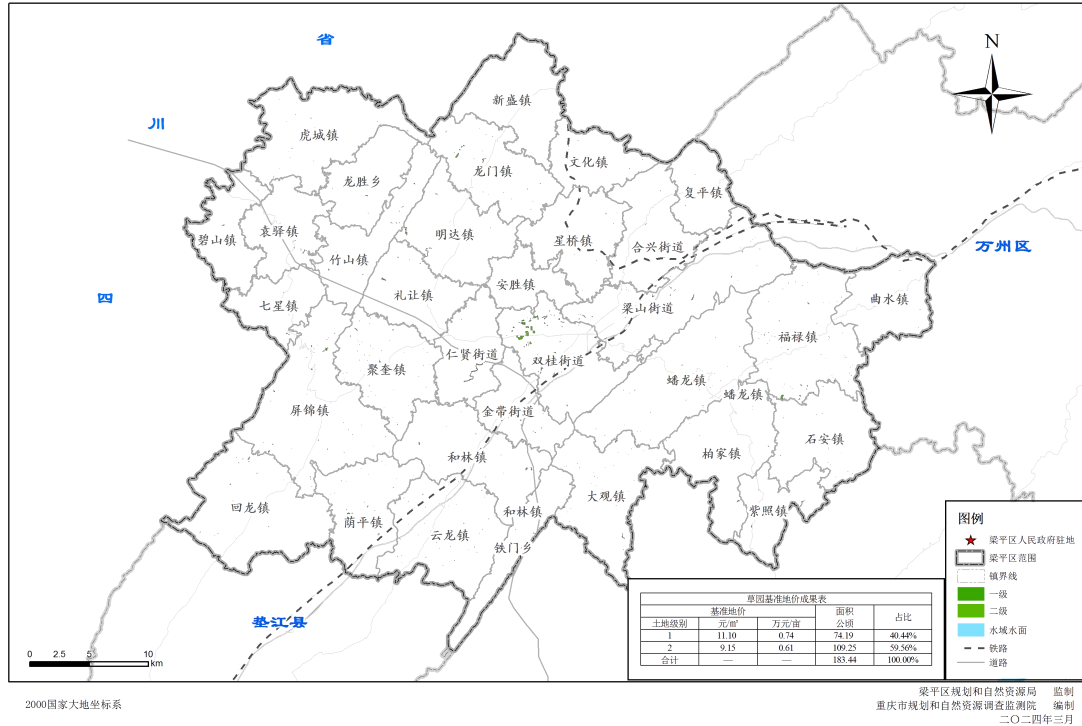 省
川
四
万州区
垫江县
N
新盛镇
虎城镇
文化镇
龙门镇
龙胜乡
复平镇
碧山镇
袁驿镇
明达镇
星桥镇
合兴街道
竹山镇
安胜镇
礼让镇
七星镇
梁山街道
曲水镇
福禄镇
仁贤街道
双桂街道
聚奎镇
蟠龙镇
蟠龙镇
屏锦镇
金带街道
石安镇
和林镇
柏家镇
大观镇
回龙镇
荫平镇
和林镇
紫照镇
云龙镇
铁门乡
图例
梁平区人民政府驻地
梁平区范围
镇界线
一级
二级
水域水面
铁路
道路
草园基准地价成果表
土地级别 基准地价 面积 占比
元/㎡ 万元/亩 公顷
1 11.10 0.74 74.19 40.44%
2 9.15 0.61 109.25 59.56%
合计 — — 183.44 100.00%
0 2.5 5 10
km
2000国家大地坐标系
梁平区规划和自然资源局 监制
重庆市规划和自然资源调查监测院 编制
二〇二四年三月